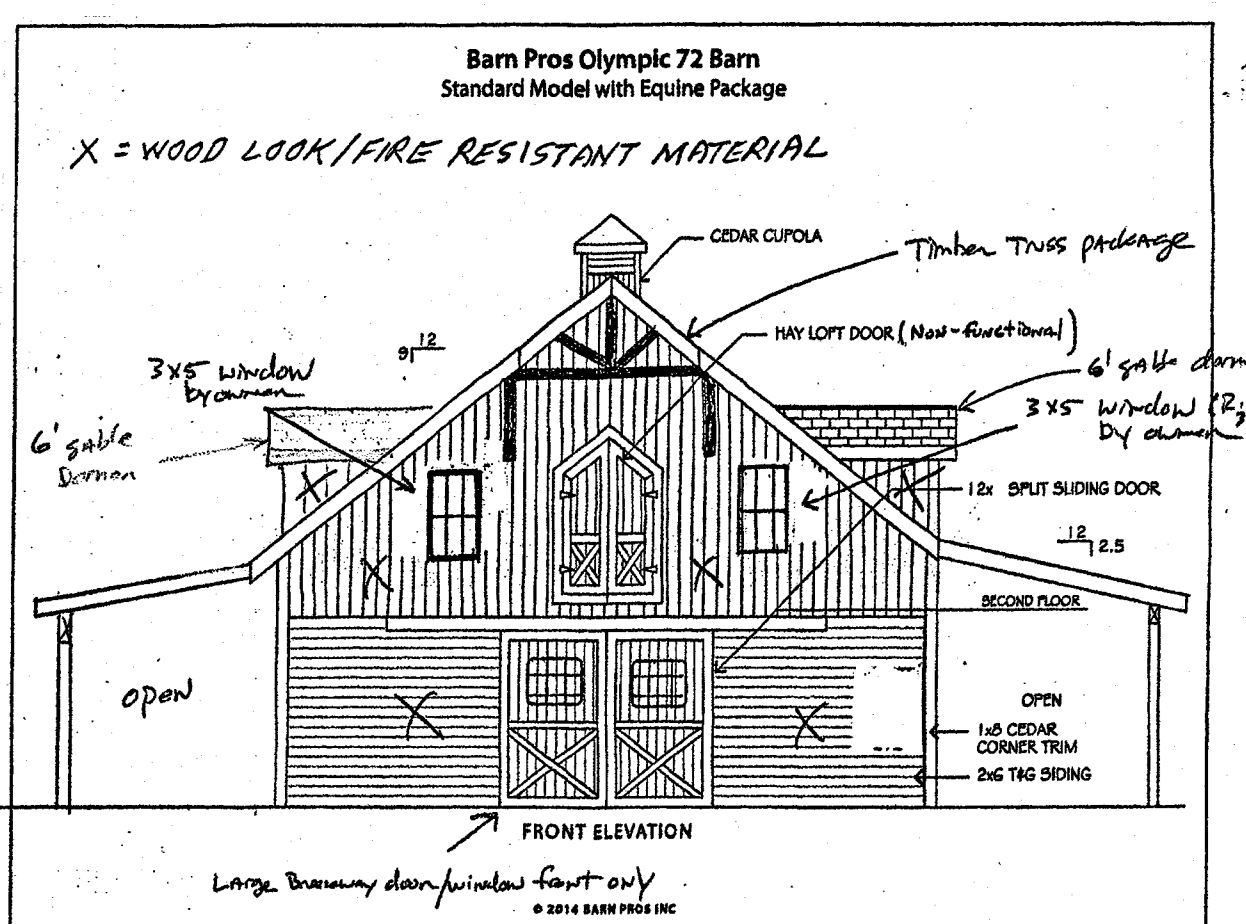 Barn Pros Olympic 72 Barn
Standard Model with Equine Package
X = WOOD LOOK/FIRE RESISTANT MATERIAL
CEDAR CUPOLA
Timber Truss package
HAY LOFT DOOR (Non-functional)
12
9
3x5 window
by owner
6' gable dorm
3x5 window (
by owner
6' gable
Dormer
12x SPLIT SLIDING DOOR
12
2.5
SECOND FLOOR
open
OPEN
1x8 CEDAR
CORNER TRIM
2x6 T&G SIDING
FRONT ELEVATION
Large Breezeway door/window front only
© 2014 BARN PROS INC